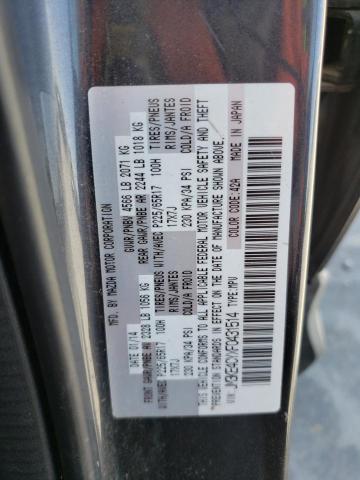 MFD. BY MAZDA MOTOR CORPORATION
DATE: 01/14 GVWR/PNBV 4566 LB 2071 KG
FRONT GAWR/PNBE AV 2328 LB 1056 KG REAR GAWR/PNBE AR 2244 LB 1018 KG
WITH/AVEC P225/65R17 100H TIRES/PNEUS WITH/AVEC P225/65R17 100H TIRES/PNEUS
17X7J RIMS/JANTES 17X7J RIMS/JANTES
230 KPA/34 PSI COLD/A FROID 230 KPA/34 PSI COLD/A FROID
THIS VEHICLE CONFORMS TO ALL APPLICABLE FEDERAL MOTOR VEHICLE SAFETY AND THEFT
PREVENTION STANDARDS IN EFFECT ON THE DATE OF MANUFACTURE SHOWN ABOVE.
TYPE:MPV COLOR CODE:42A MADE IN JAPAN